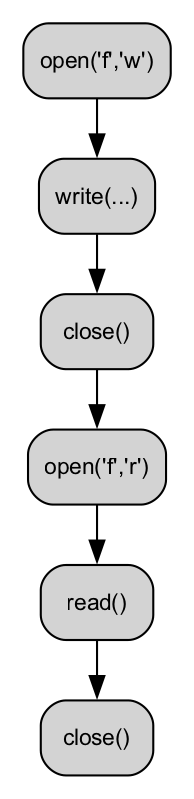 open('f','w')
write(...)
close()
open('f','r')
read()
close()